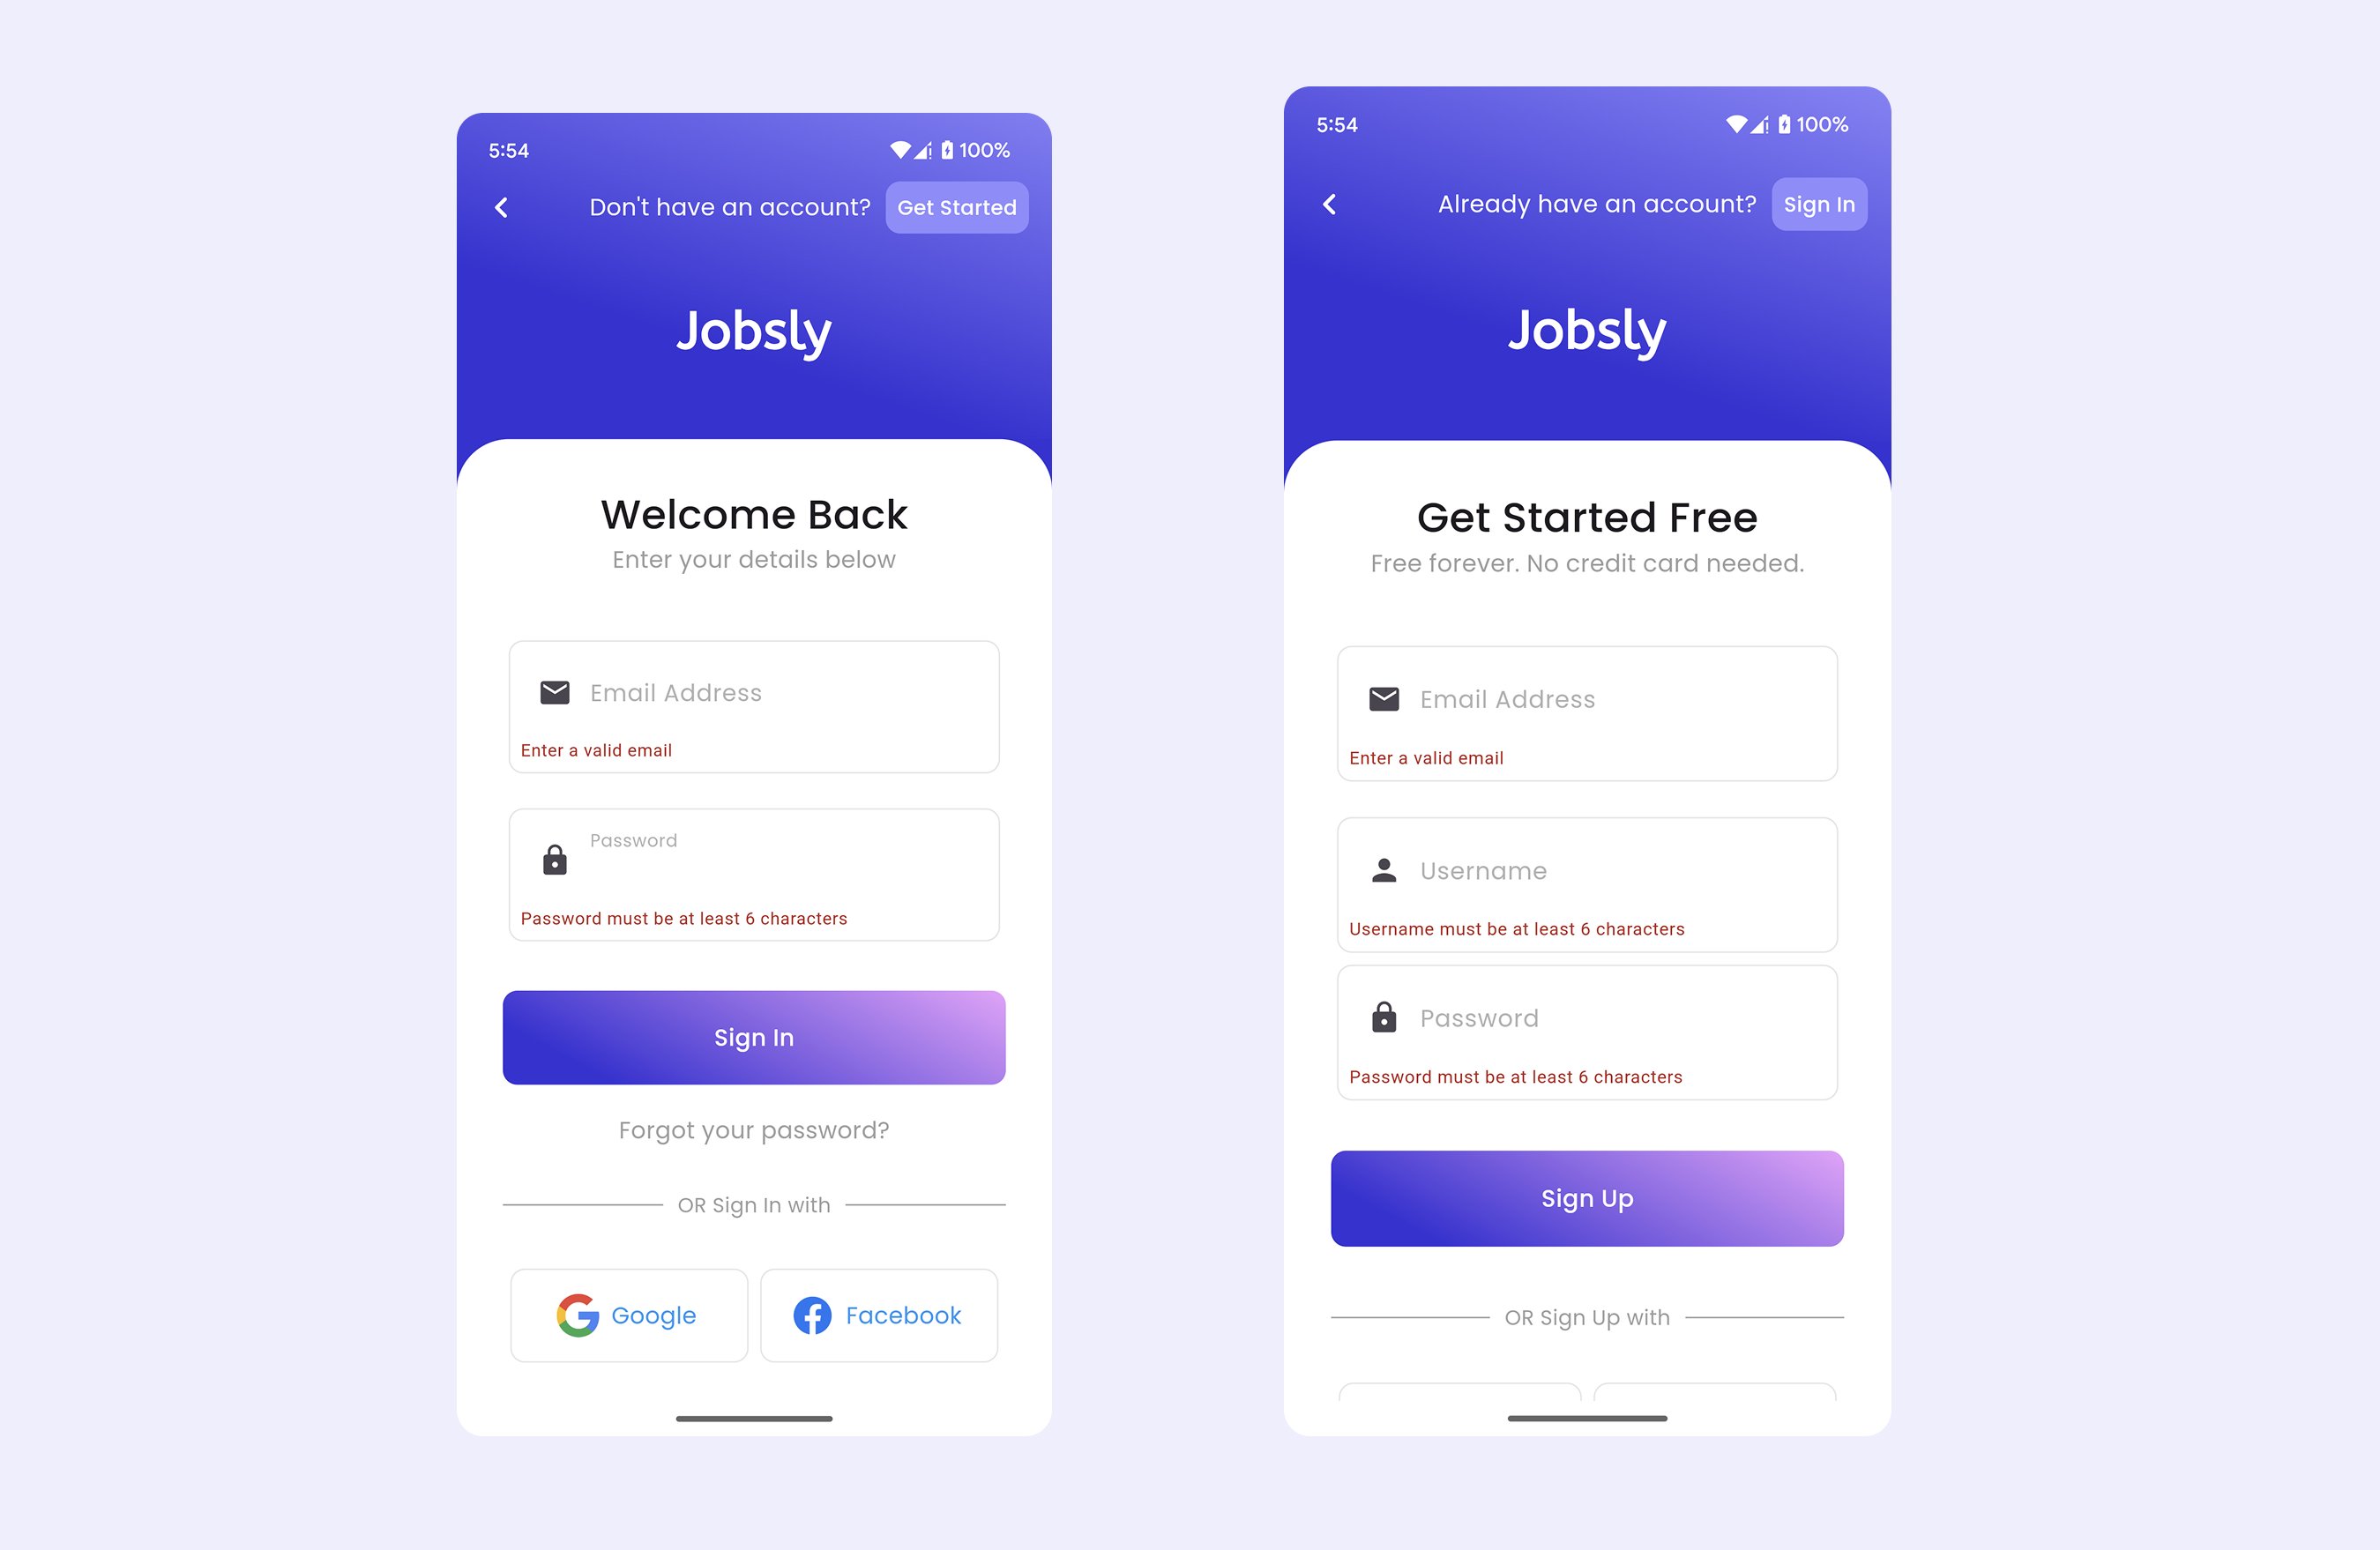 5:54 100%
Don't have an account? Get Started
Jobsly
Welcome Back
Enter your details below
Email Address
Enter a valid email
Password
Password must be at least 6 characters
Sign In
Forgot your password?
OR Sign In with
Google Facebook
5:54 100%
Already have an account? Sign In
Jobsly
Get Started Free
Free forever. No credit card needed.
Email Address
Enter a valid email
Username
Username must be at least 6 characters
Password
Password must be at least 6 characters
Sign Up
OR Sign Up with